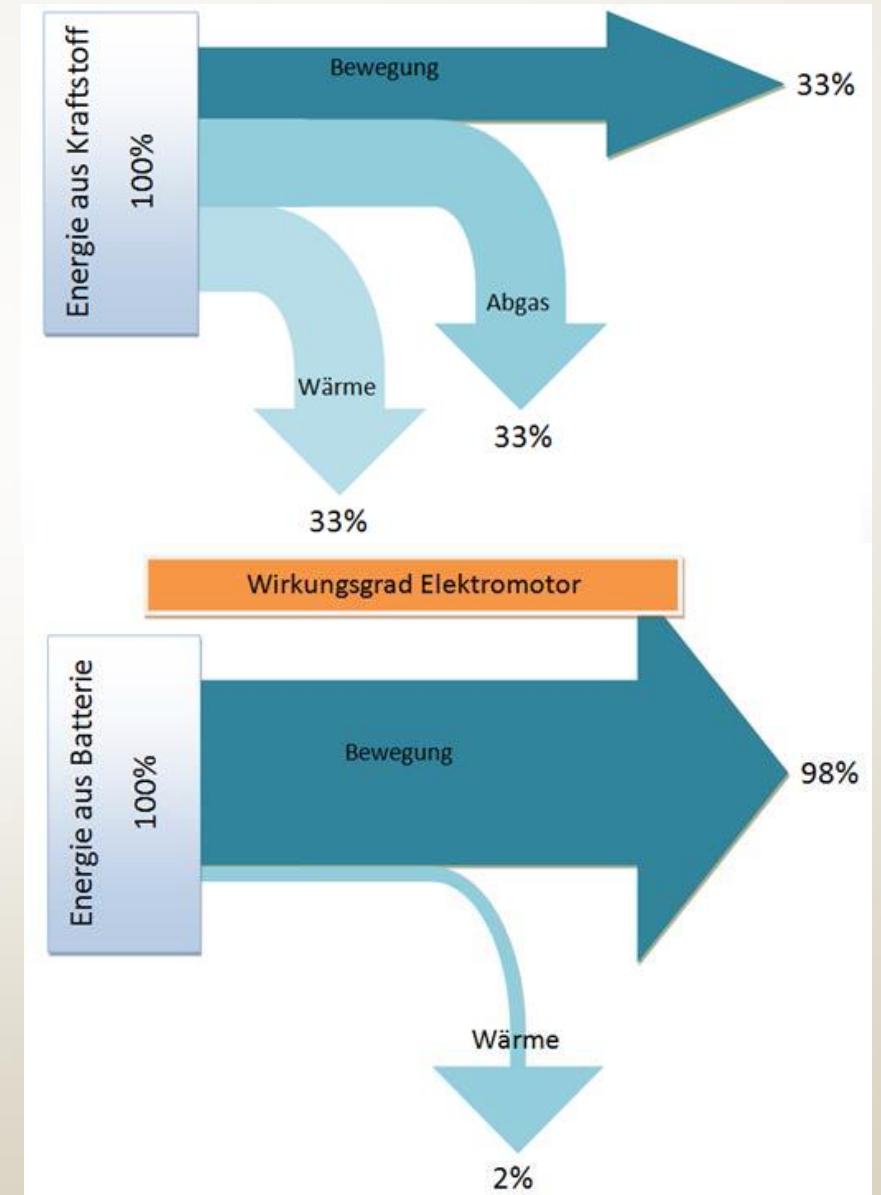 Energie aus Kraftstoff
100%
Bewegung
33%
Abgas
33%
Wärme
33%
Wirkungsgrad Elektromotor
Energie aus Batterie
100%
Bewegung
98%
Wärme
2%